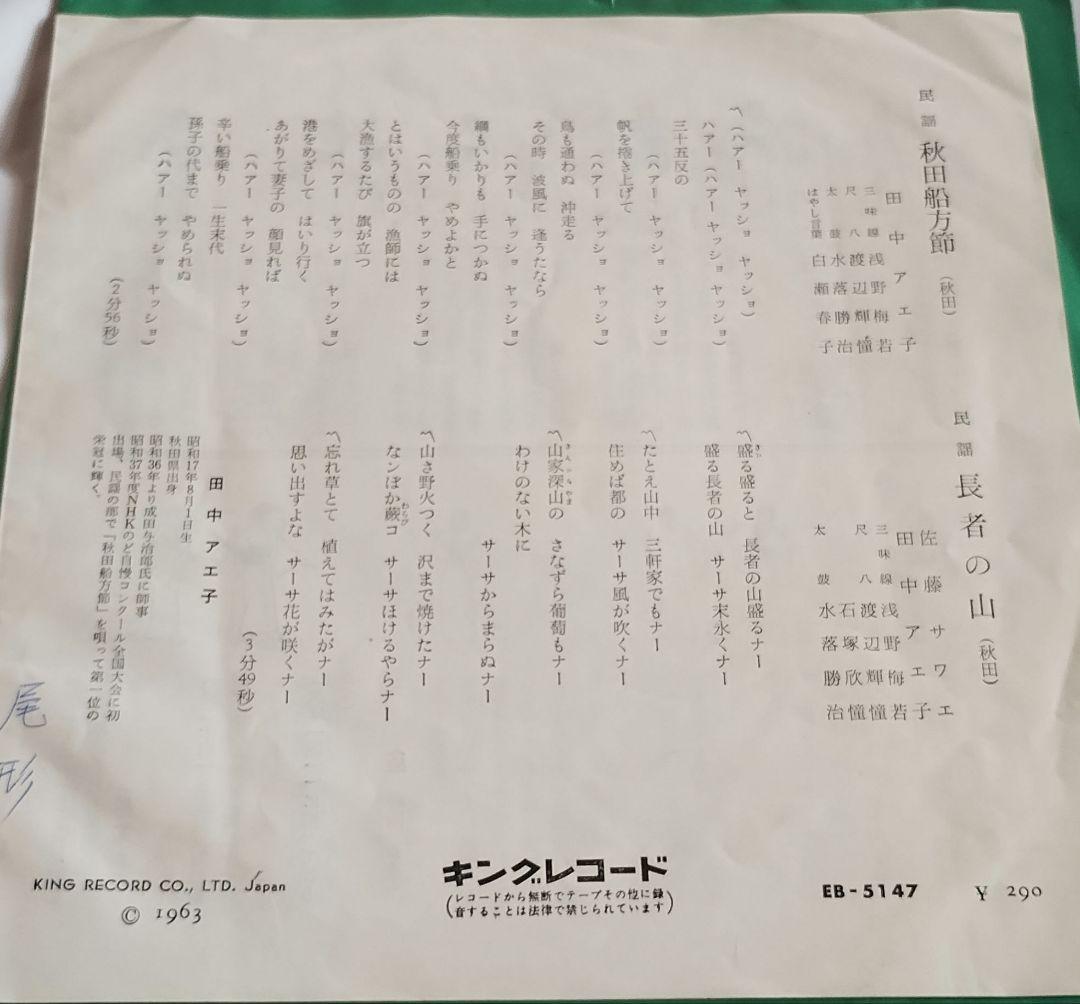 民謡 秋田船方節 (秋田)
田中アエ子
三味線 浅野梅若
尺八 渡辺輝憧
太鼓 水落勝治
はやし言葉 白瀬春子
〽(ハアー ヤッショ ヤッショ)
ハアー(ハアー ヤッショ ヤッショ)
三十五反の
(ハアー ヤッショ ヤッショ)
帆を捲き上げて
(ハアー ヤッショ ヤッショ)
鳥も通わぬ 沖走る
その時 波風に 逢うたなら
(ハアー ヤッショ ヤッショ)
綱もいかりも 手につかぬ
今度船乗り やめよかと
(ハアー ヤッショ ヤッショ)
とはいうものの 漁師には
大漁するたび 旗が立つ
(ハアー ヤッショ ヤッショ)
港をめざして はいり行く
あがりて妻子の 顔見れば
(ハアー ヤッショ ヤッショ)
辛い船乗り 一生末代
孫子の代まで やめられぬ
(ハアー ヤッショ ヤッショ)
(2分56秒)
民謡 長者の山 (秋田)
佐藤サワエ
田中アエ子
三味線 浅野梅若
尺八 渡辺輝憧
石塚欣憧
太鼓 水落勝治
〽盛る盛ると 長者の山盛るナー
盛る長者の山 サーサ末永くナー
〽たとえ山中 三軒家でもナー
住めば都の サーサ風が吹くナー
〽山家深山の さなずら葡萄もナー
わけのない木に
サーサからまらぬナー
〽山さ野火つく 沢まで焼けたナー
なンぼか蕨コ サーサほけるやらナー
〽忘れ草とて 植えてはみたがナー
思い出すよな サーサ花が咲くナー
(3分49秒)
田中アエ子
昭和17年8月1日生
秋田県出身
昭和36年より成田与治郎氏に師事
昭和37年度NHKのど自慢コンクール全国大会に初
出場、民謡の部で「秋田船方節」を唄って第一位の
栄冠に輝く。
尾形
キングレコード
(レコードから無断でテープその他に録
音することは法律で禁じられています)
KING RECORD CO., LTD. Japan
© 1963
EB-5147
¥ 290